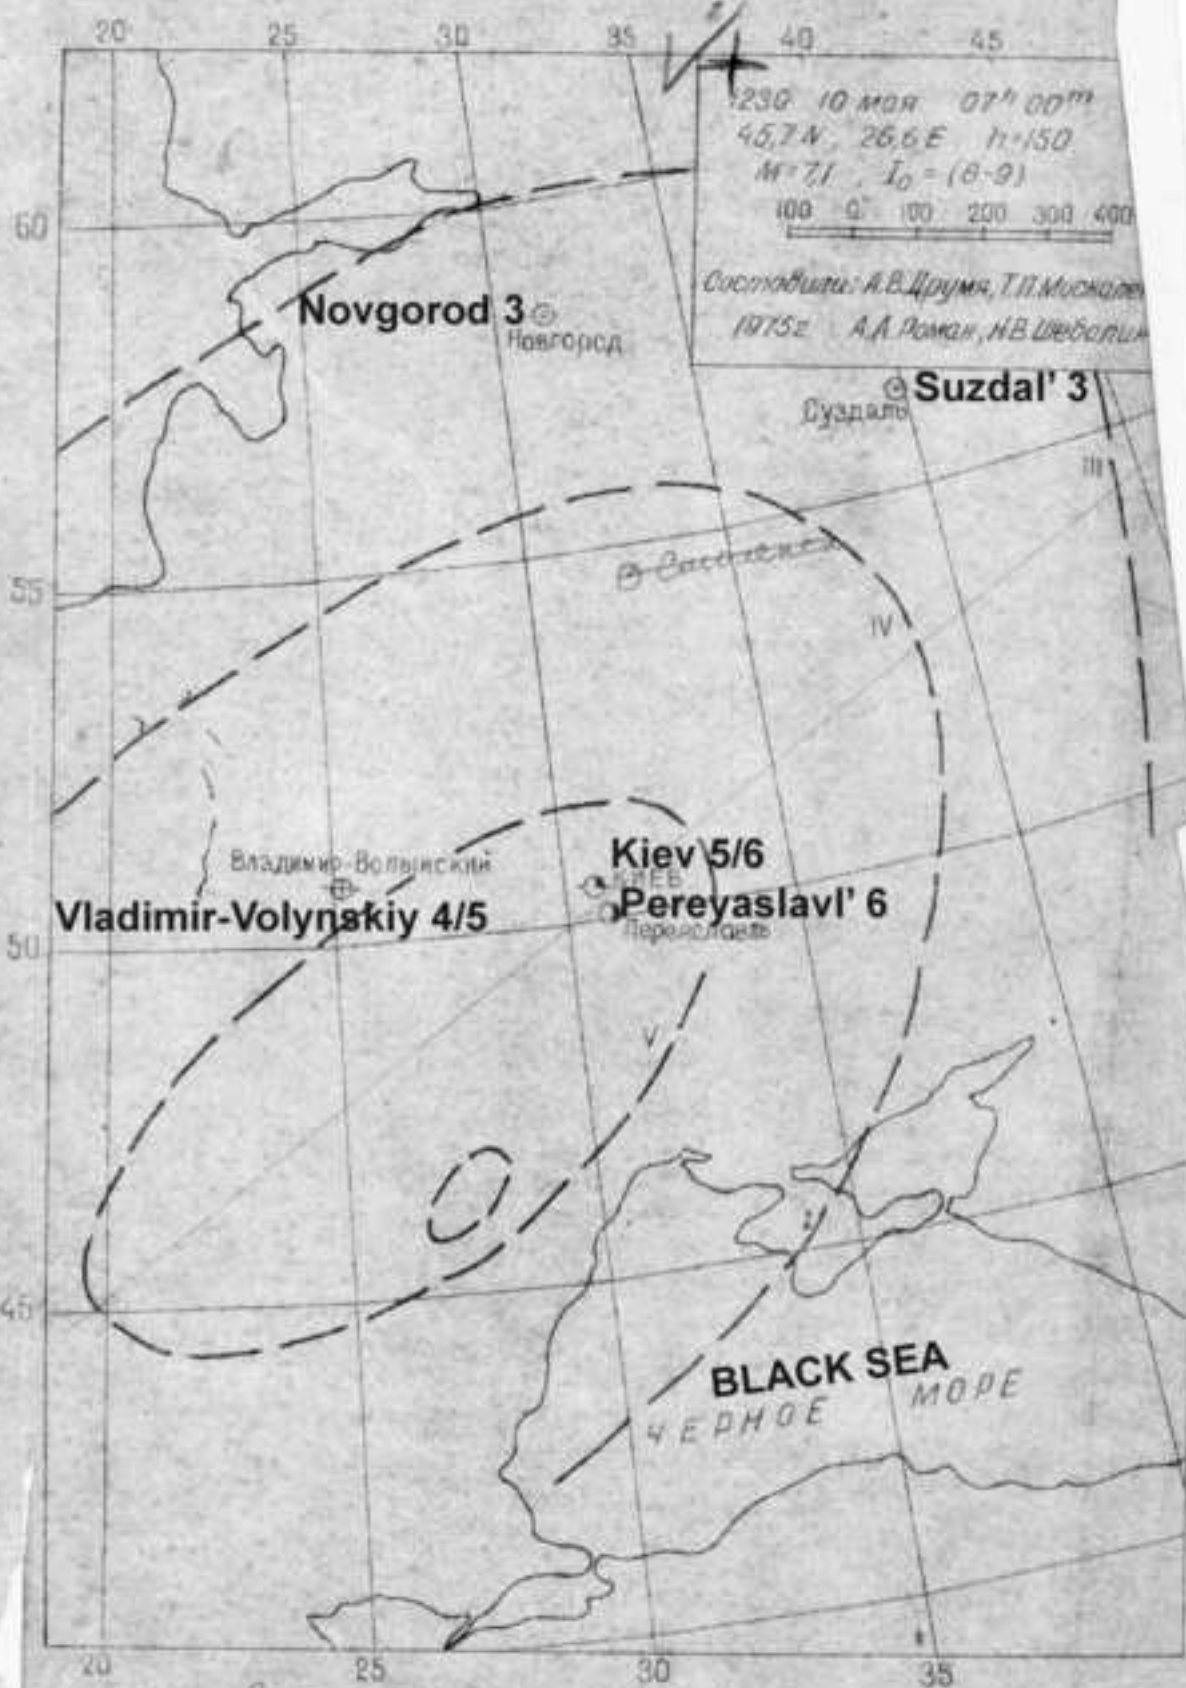 20 25 30 35 40 45
1230 10 мая 07ʰ 00ᵐ
45,7 N, 26,6 E h=150
M=7,1, I₀ = (8-9)
100 0 100 200 300 400
Составили: А.В.Друмя, Т.П.
1975г А.А. Роман, Н.В.
60
Novgorod 3
Новгород
Suzdal' 3
Суздаль
III
55
IV
Kiev 5/6
Владимир-Волынский
КИЕВ
Vladimir-Volynskiy 4/5
Pereyaslavl' 6
Переяславль
50
V
45
BLACK SEA
ЧЕРНОЕ МОРЕ
20 25 30 35